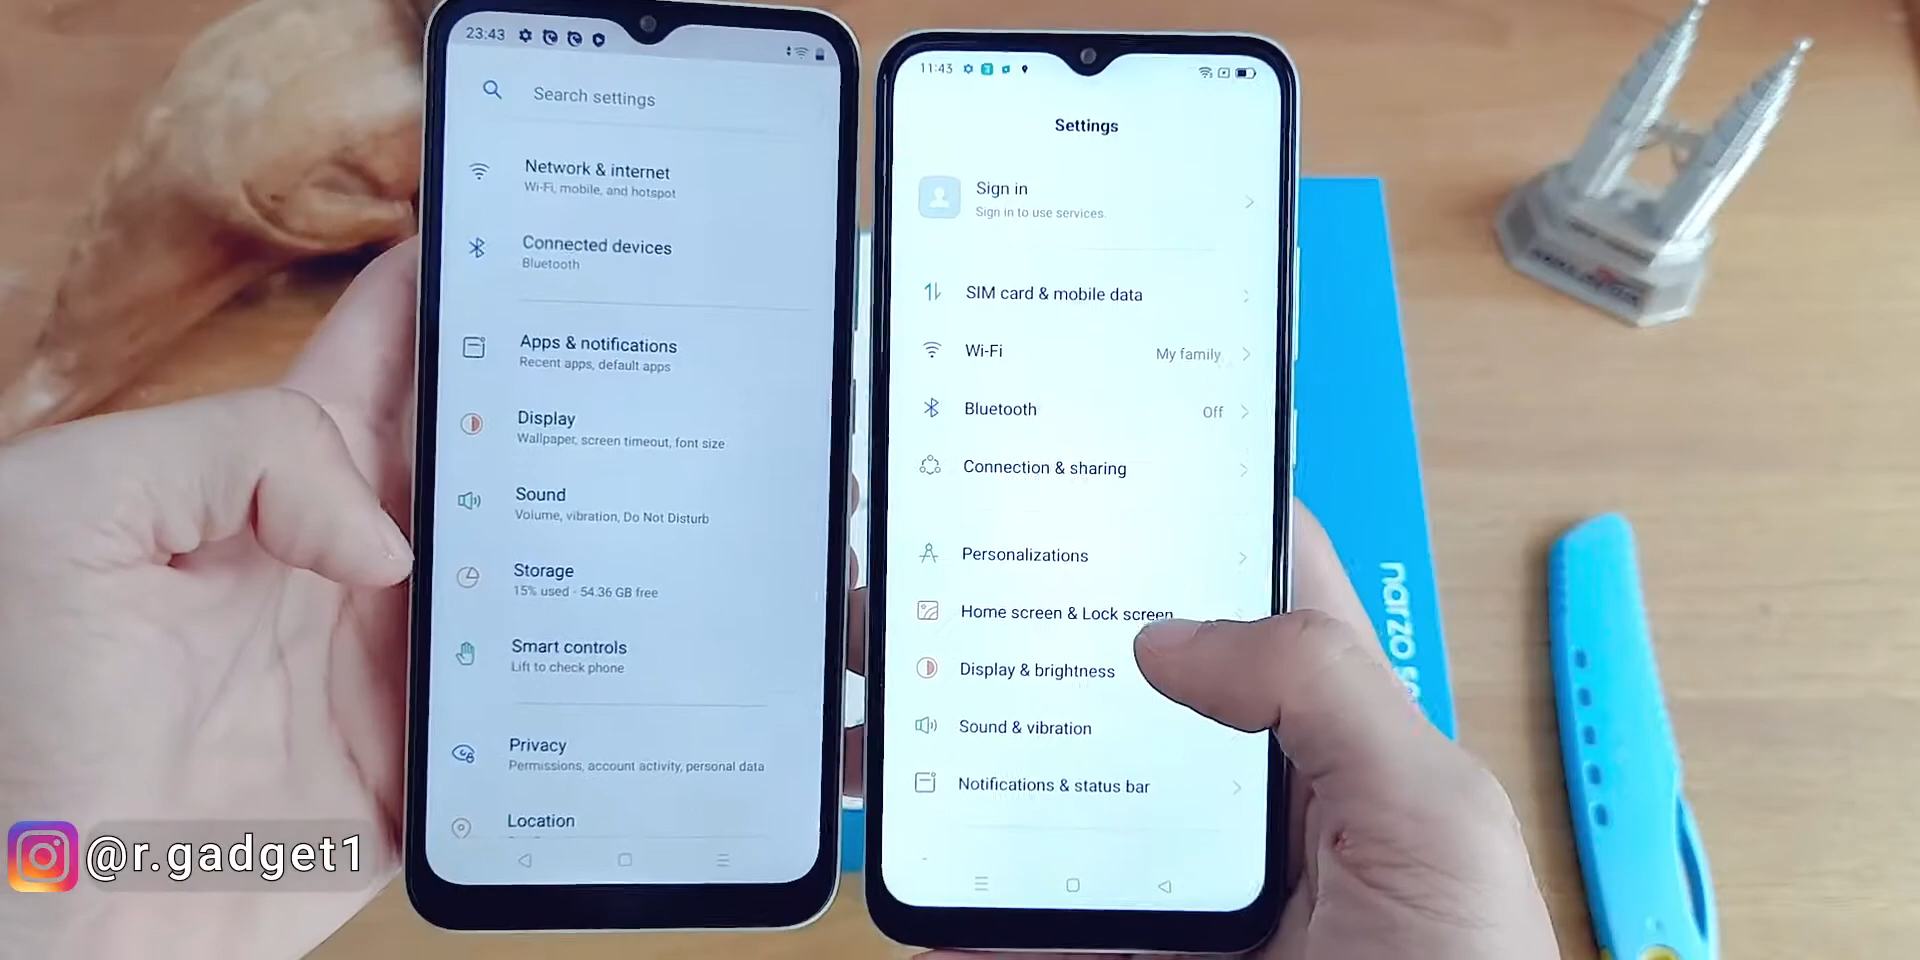 23:43
Search settings
Network & internet
Wi-Fi, mobile, and hotspot
Connected devices
Bluetooth
Apps & notifications
Recent apps, default apps
Display
Wallpaper, screen timeout, font size
Sound
Volume, vibration, Do Not Disturb
Storage
15% used - 54.36 GB free
Smart controls
Lift to check phone
Privacy
Permissions, account activity, personal data
Location
11:43
Settings
Sign in
Sign in to use services.
SIM card & mobile data
Wi-Fi
My family
Bluetooth
Off
Connection & sharing
Personalizations
Home screen & Lock screen
Display & brightness
Sound & vibration
Notifications & status bar
narzo
@r.gadget1